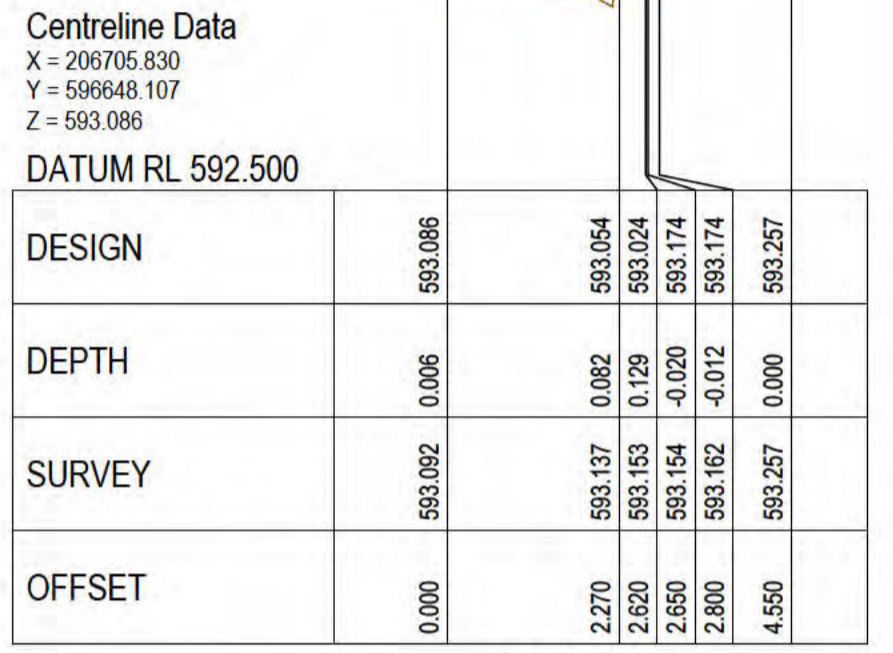 Centreline Data
X = 206705.830
Y = 596648.107
Z = 593.086
DATUM RL 592.500
DESIGN 593.086 593.054 593.024 593.174 593.174 593.257
DEPTH 0.006 0.082 0.129 -0.020 -0.012 0.000
SURVEY 593.092 593.137 593.153 593.154 593.162 593.257
OFFSET 0.000 2.270 2.620 2.650 2.800 4.550